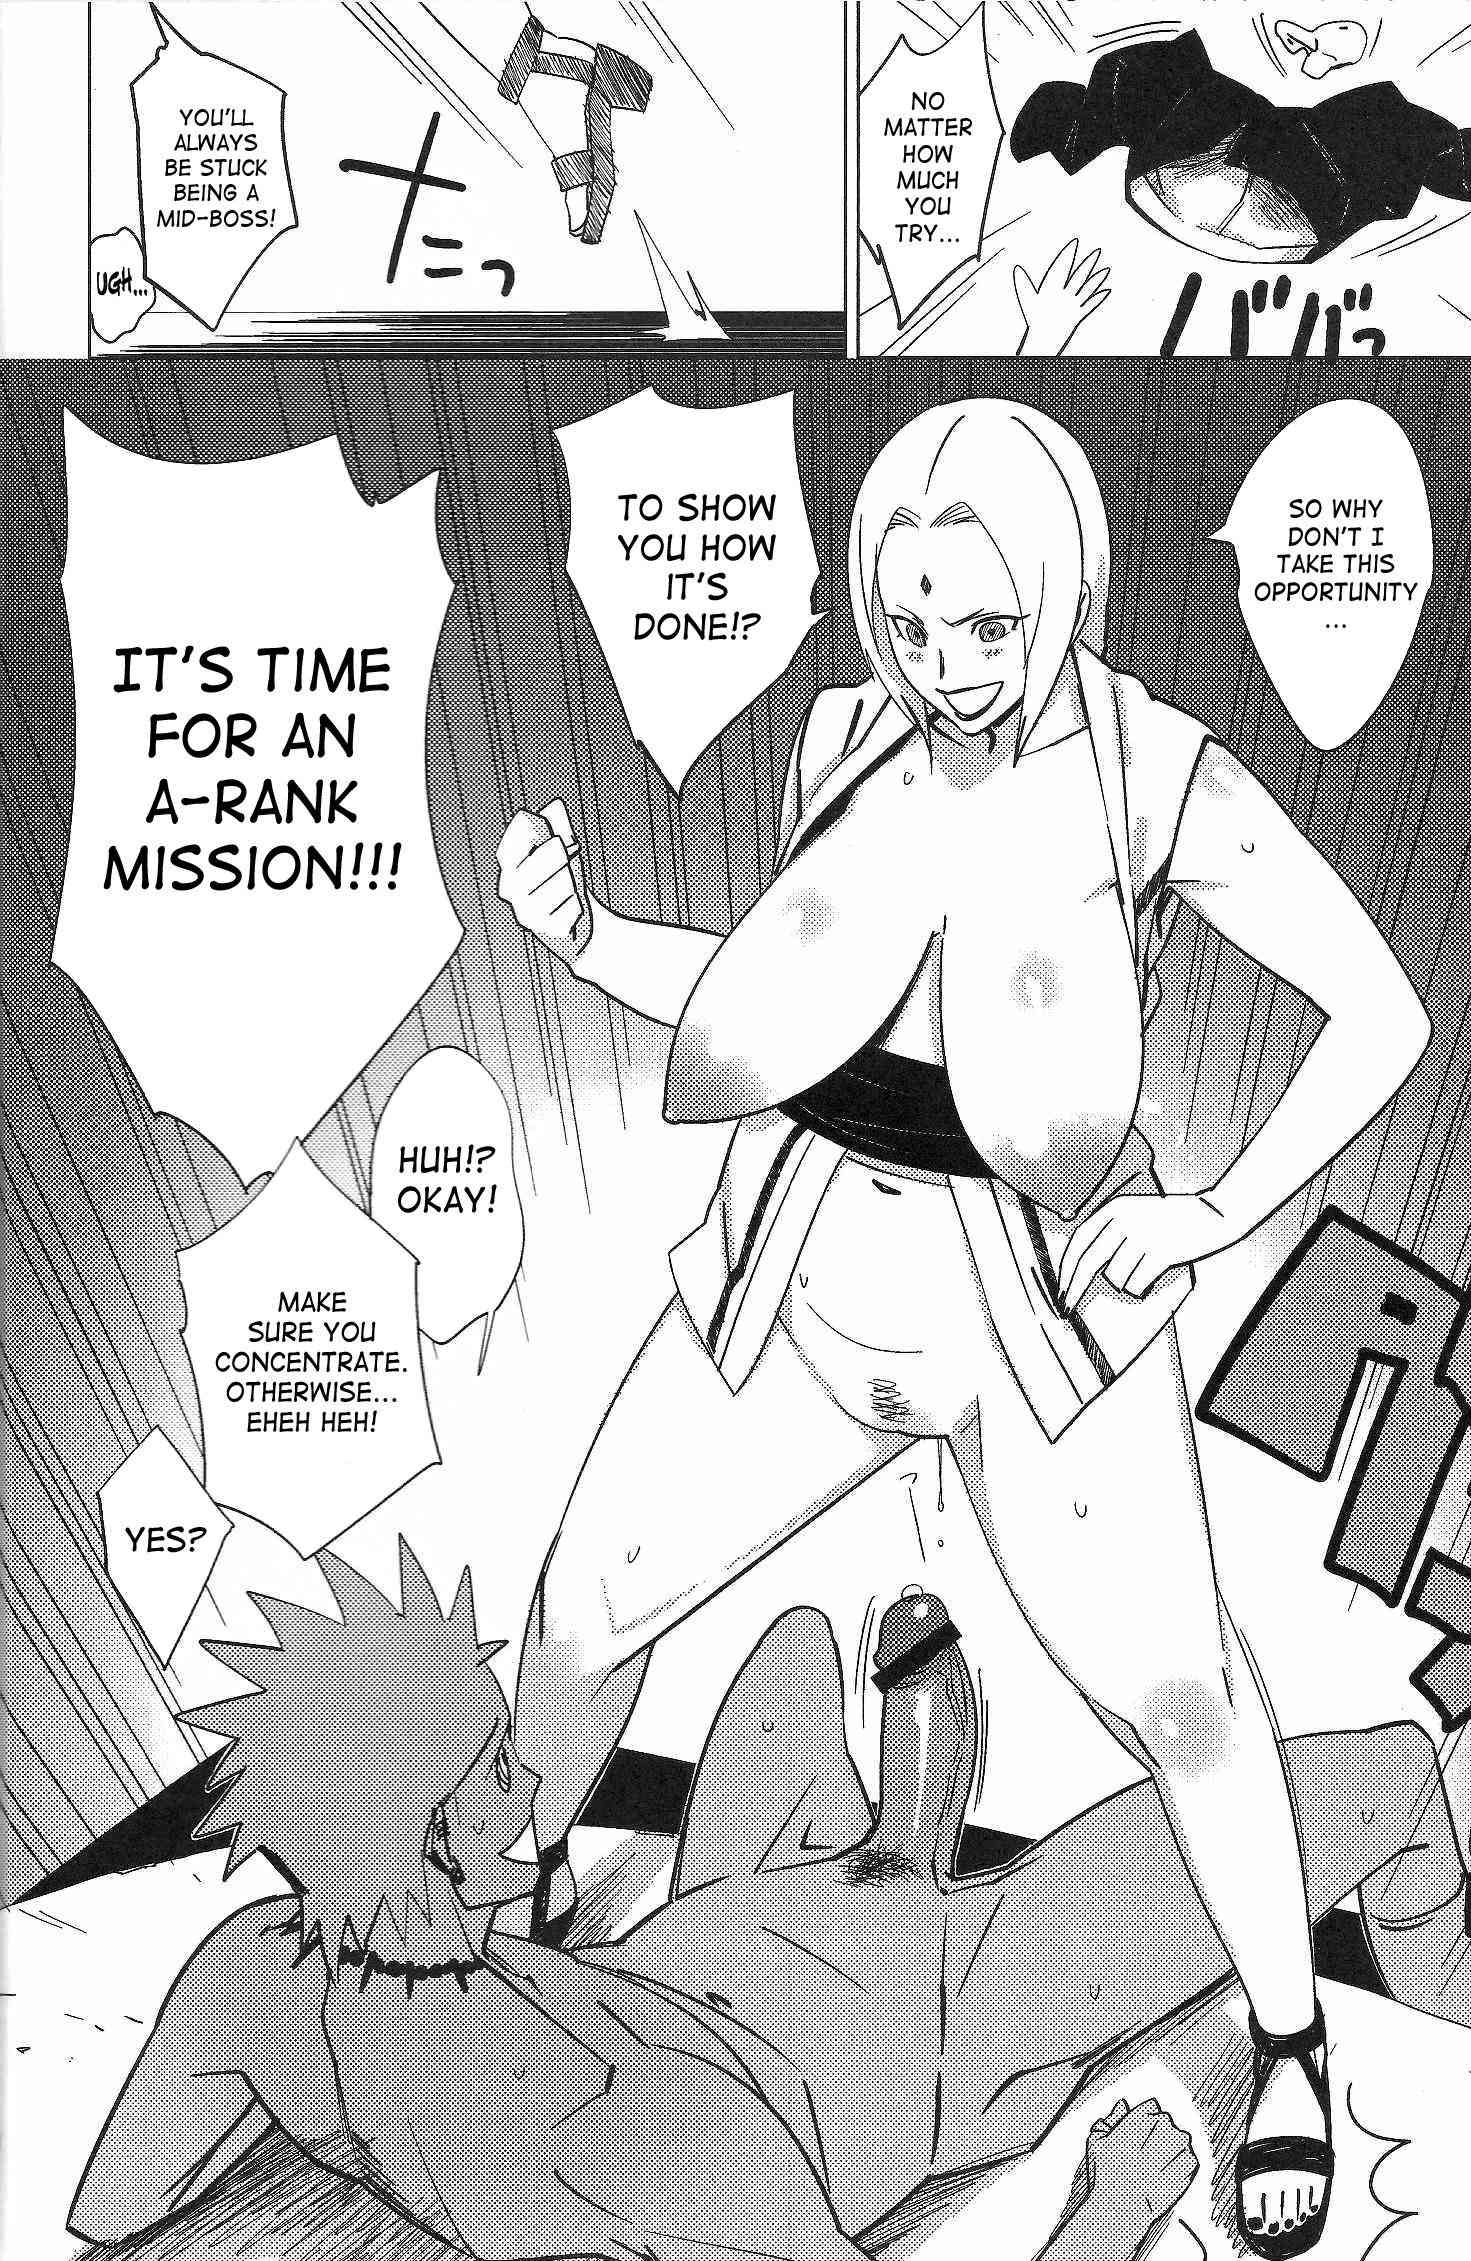 NO
MATTER
HOW
MUCH
YOU
TRY...
YOU'LL
ALWAYS
BE STUCK
BEING A
MID-BOSS!
UGH...
SO WHY
DON'T I
TAKE THIS
OPPORTUNITY
...
TO SHOW
YOU HOW
IT'S
DONE!?
IT'S TIME
FOR AN
A-RANK
MISSION!!!
HUH!?
OKAY!
MAKE
SURE YOU
CONCENTRATE.
OTHERWISE...
EHEH HEH!
YES?